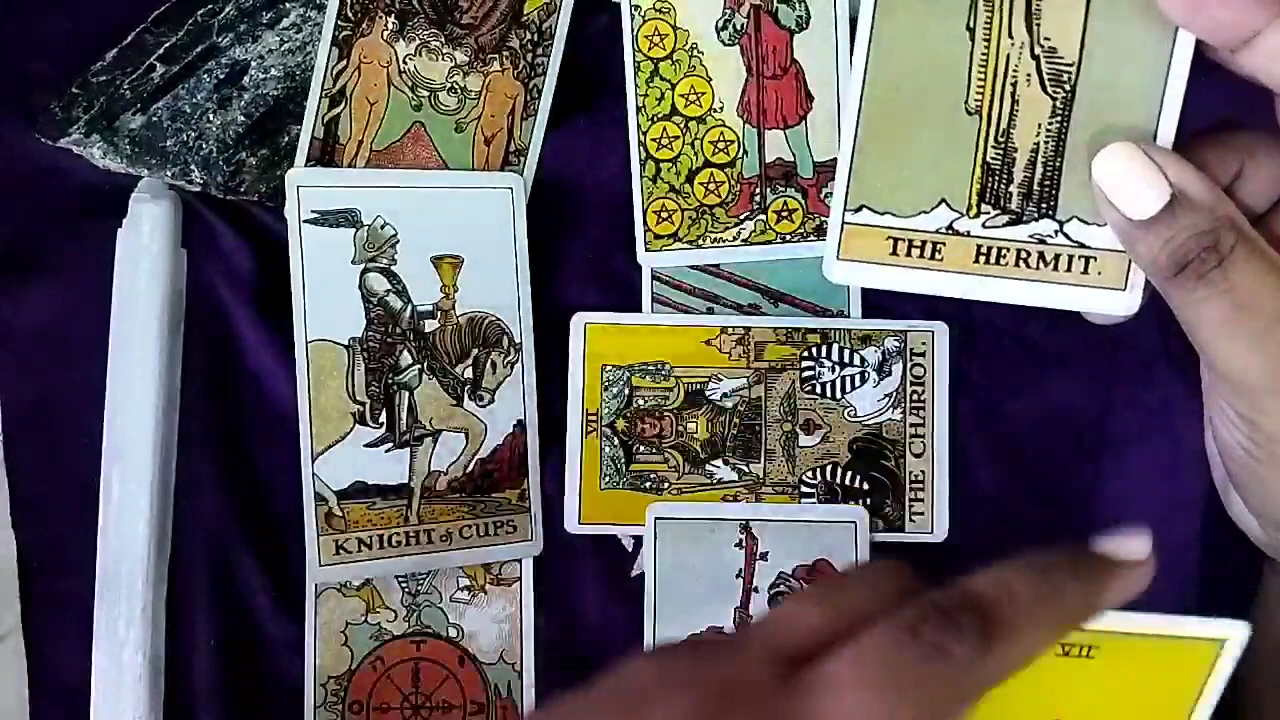 THE HERMIT.
VII
THE CHARIOT.
KNIGHT of CUPS
VII